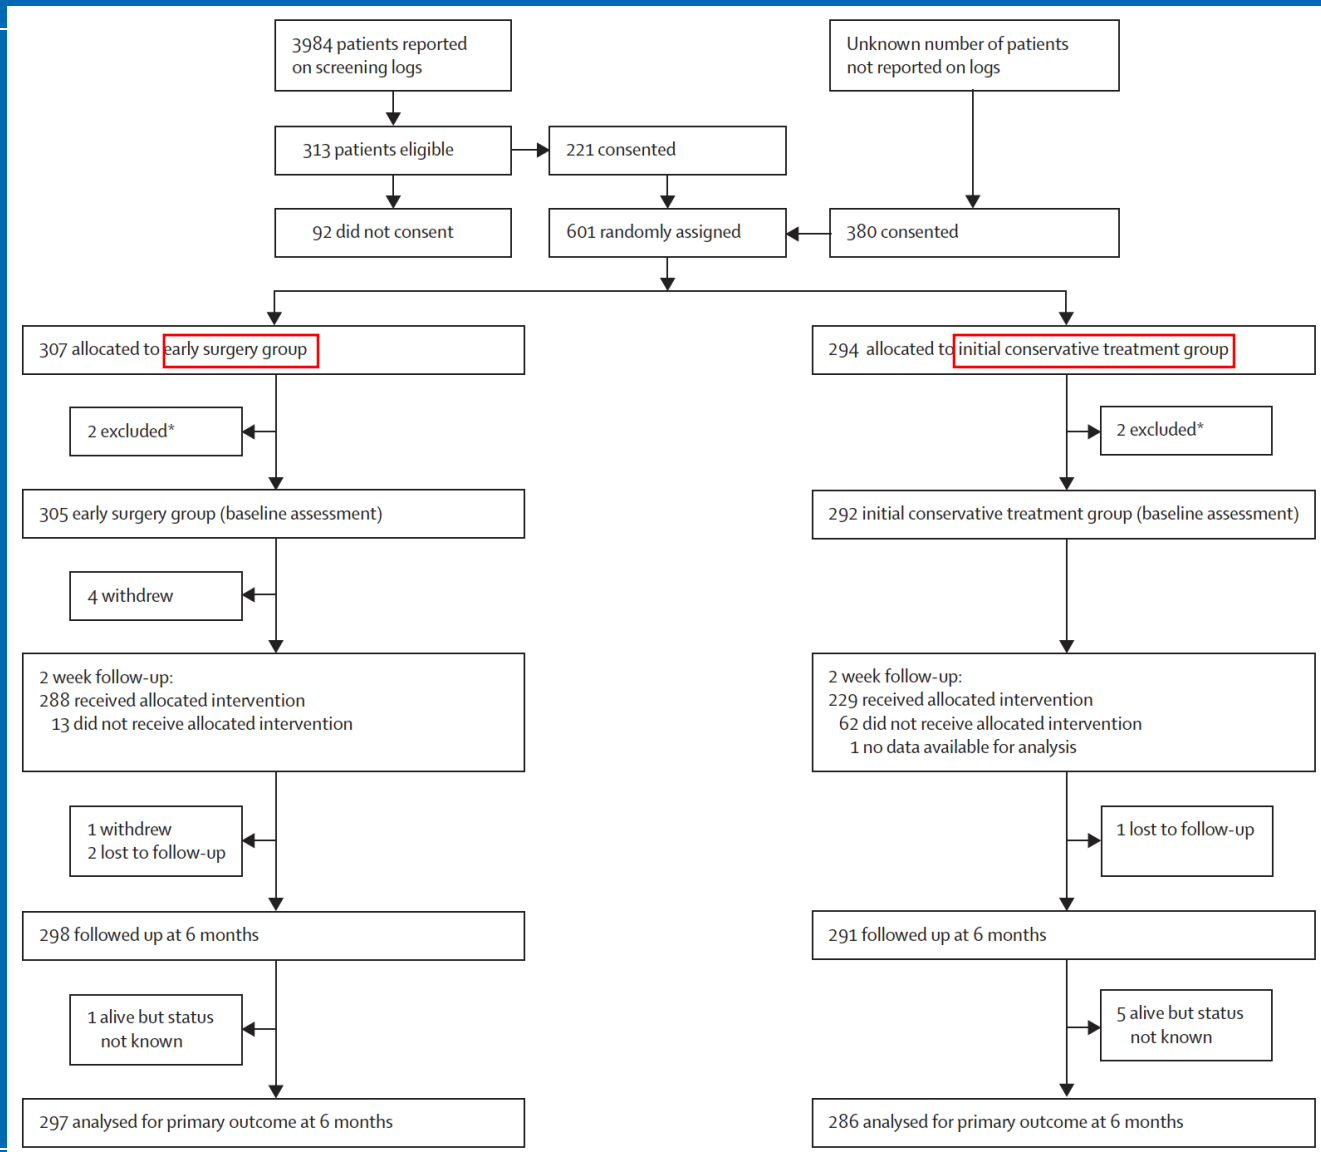 3984 patients reported
on screening logs
Unknown number of patients
not reported on logs
313 patients eligible
221 consented
92 did not consent
601 randomly assigned
380 consented
307 allocated to early surgery group
294 allocated to initial conservative treatment group
2 excluded*
2 excluded*
305 early surgery group (baseline assessment)
292 initial conservative treatment group (baseline assessment)
4 withdrew
2 week follow-up:
288 received allocated intervention
13 did not receive allocated intervention
2 week follow-up:
229 received allocated intervention
62 did not receive allocated intervention
1 no data available for analysis
1 withdrew
2 lost to follow-up
1 lost to follow-up
298 followed up at 6 months
291 followed up at 6 months
1 alive but status
not known
5 alive but status
not known
297 analysed for primary outcome at 6 months
286 analysed for primary outcome at 6 months